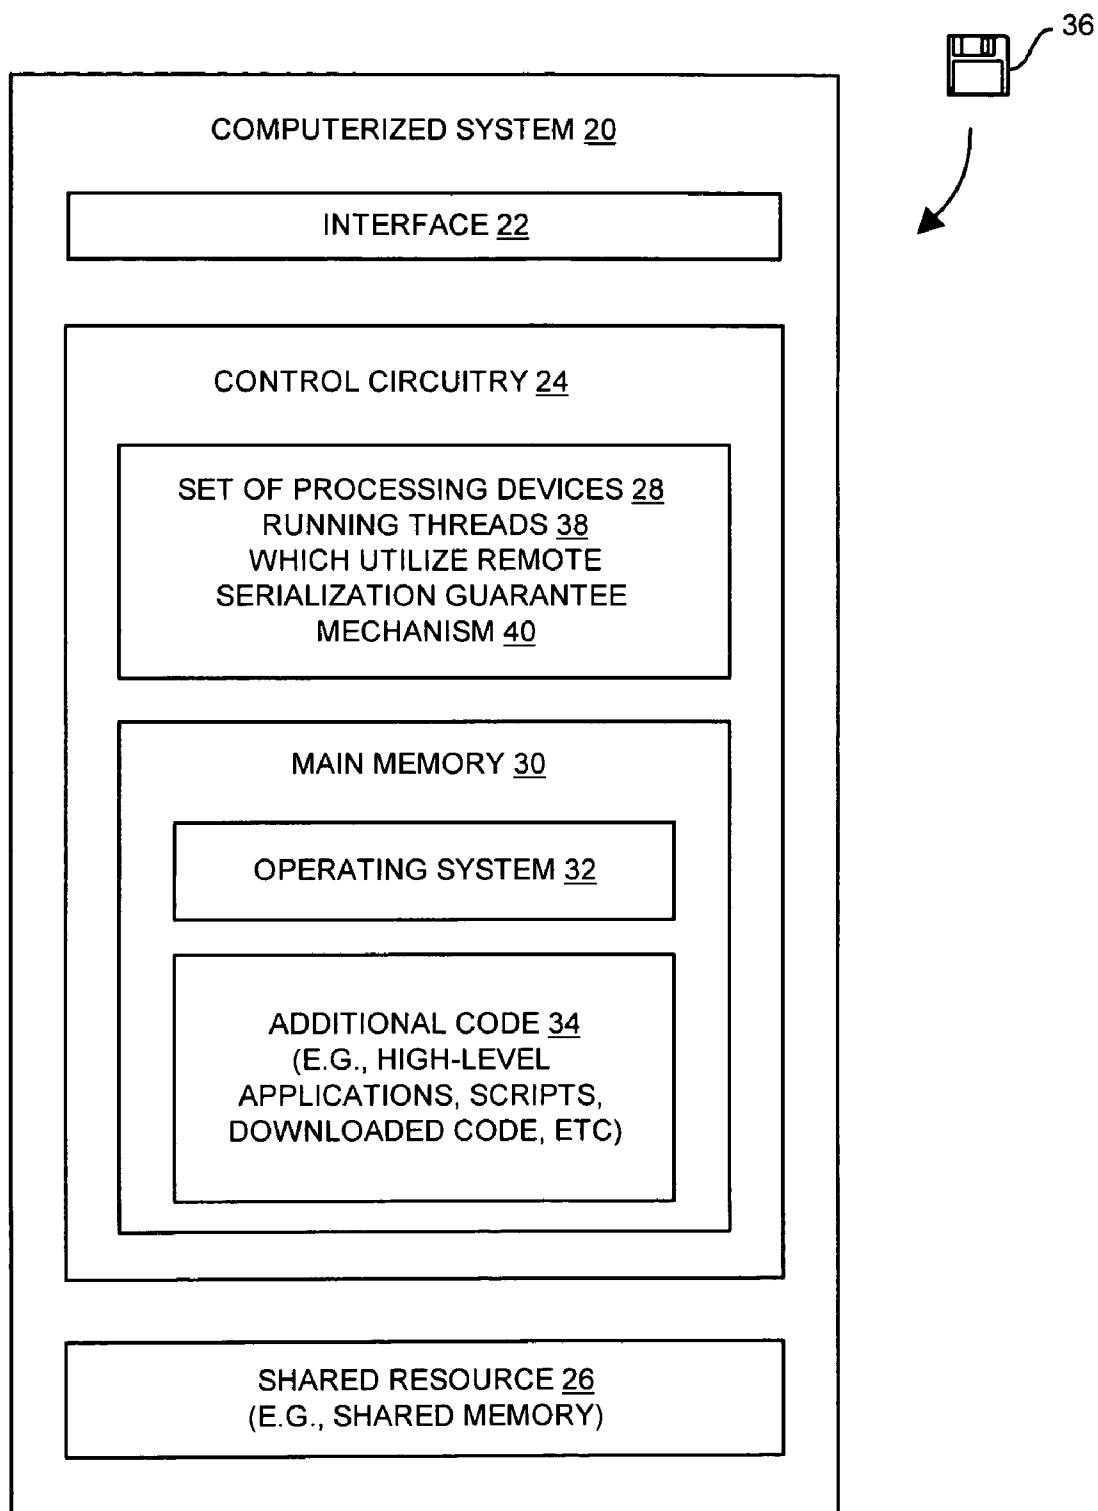 36
COMPUTERIZED SYSTEM 20
INTERFACE 22
CONTROL CIRCUITRY 24
SET OF PROCESSING DEVICES 28
RUNNING THREADS 38
WHICH UTILIZE REMOTE
SERIALIZATION GUARANTEE
MECHANISM 40
MAIN MEMORY 30
OPERATING SYSTEM 32
ADDITIONAL CODE 34
(E.G., HIGH-LEVEL
APPLICATIONS, SCRIPTS,
DOWNLOADED CODE, ETC)
SHARED RESOURCE 26
(E.G., SHARED MEMORY)